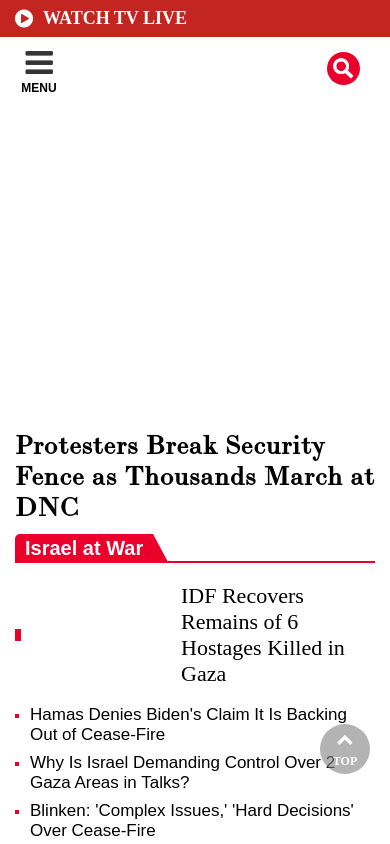 WATCH TV LIVE
MENU
Protesters Break Security
Fence as Thousands March at
DNC
Israel at War
IDF Recovers
Remains of 6
Hostages Killed in
Gaza
Hamas Denies Biden's Claim It Is Backing
Out of Cease-Fire
Why Is Israel Demanding Control Over 2
Gaza Areas in Talks?
TOP
Blinken: 'Complex Issues,' 'Hard Decisions'
Over Cease-Fire